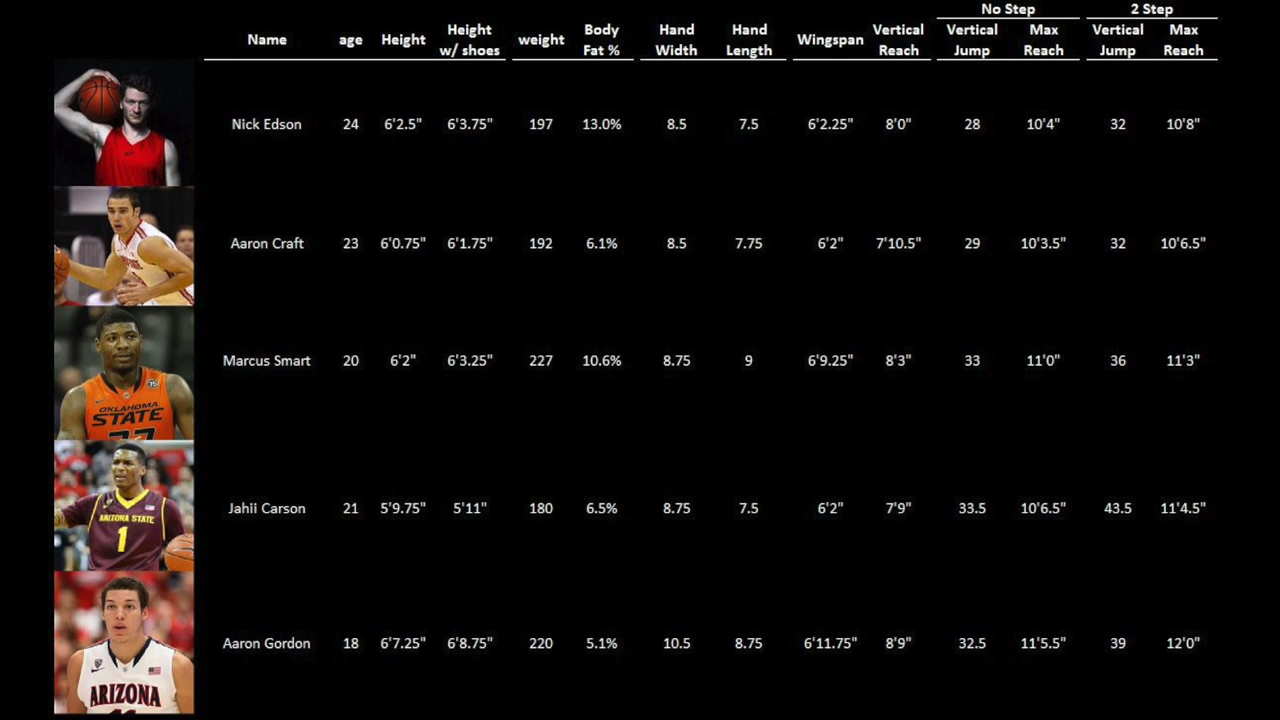 No Step 2 Step
Name age Height Height w/ shoes weight Body Fat % Hand Width Hand Length Wingspan Vertical Reach Vertical Jump Max Reach Vertical Jump Max Reach
Nick Edson 24 6'2.5" 6'3.75" 197 13.0% 8.5 7.5 6'2.25" 8'0" 28 10'4" 32 10'8"
Aaron Craft 23 6'0.75" 6'1.75" 192 6.1% 8.5 7.75 6'2" 7'10.5" 29 10'3.5" 32 10'6.5"
Marcus Smart 20 6'2" 6'3.25" 227 10.6% 8.75 9 6'9.25" 8'3" 33 11'0" 36 11'3"
OKLAHOMA
STATE
Jahii Carson 21 5'9.75" 5'11" 180 6.5% 8.75 7.5 6'2" 7'9" 33.5 10'6.5" 43.5 11'4.5"
ARIZONA STATE
1
Aaron Gordon 18 6'7.25" 6'8.75" 220 5.1% 10.5 8.75 6'11.75" 8'9" 32.5 11'5.5" 39 12'0"
ARIZONA